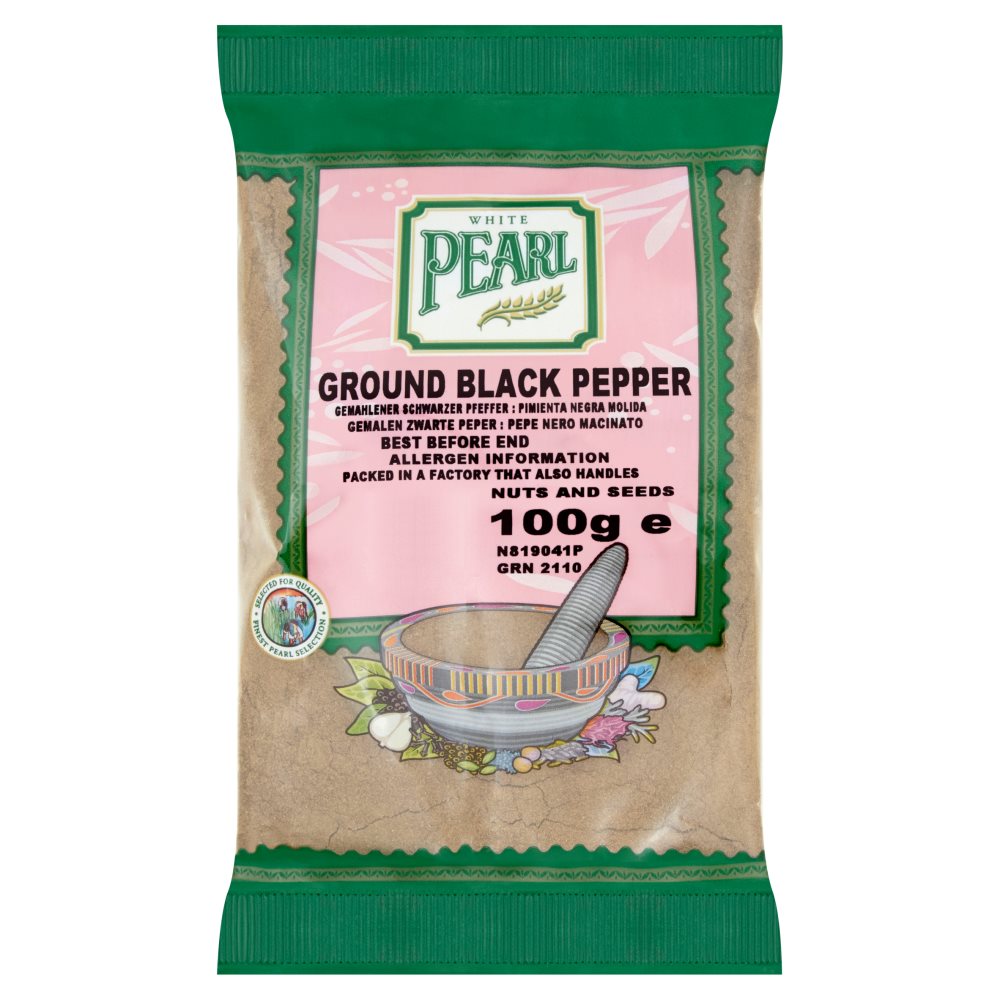 WHITE
PEARL
GROUND BLACK PEPPER
GEMAHLENER SCHWARZER PFEFFER : PIMIENTA NEGRA MOLIDA
GEMALEN ZWARTE PEPER : PEPE NERO MACINATO
BEST BEFORE END
ALLERGEN INFORMATION
PACKED IN A FACTORY THAT ALSO HANDLES
NUTS AND SEEDS
100g e
N819041P
GRN 2110
SELECTED FOR QUALITY
FINEST PEARL SELECTION